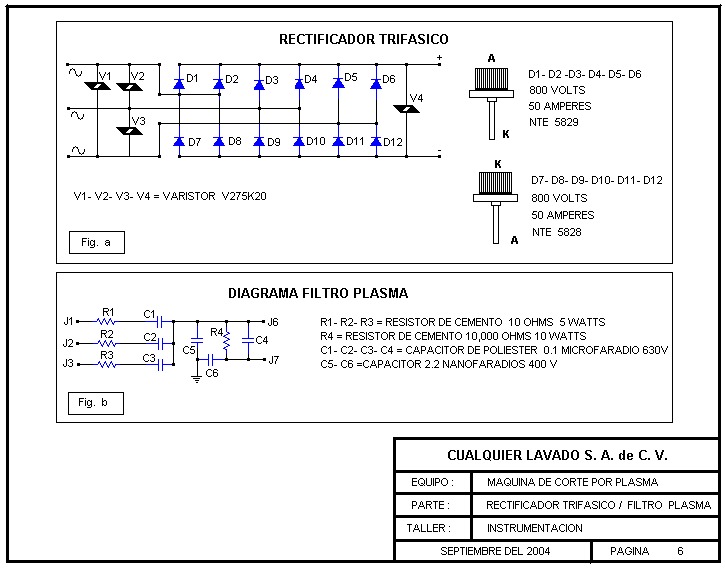 RECTIFICADOR TRIFASICO
V1 V2 D1 D2 D3 D4 D5 D6 +
V4
V3
D7 D8 D9 D10 D11 D12 -
A
K
D1- D2 -D3- D4- D5- D6
800 VOLTS
50 AMPERES
NTE 5829
K
A
D7- D8- D9- D10- D11- D12
800 VOLTS
50 AMPERES
NTE 5828
V1- V2- V3- V4 = VARISTOR V275K20
Fig. a
DIAGRAMA FILTRO PLASMA
J1 R1 C1 J6
J2 R2 C2 C5 R4 C4
J3 R3 C3 C6 J7
R1- R2- R3 = RESISTOR DE CEMENTO 10 OHMS 5 WATTS
R4 = RESISTOR DE CEMENTO 10,000 OHMS 10 WATTS
C1- C2- C3- C4 = CAPACITOR DE POLIESTER 0.1 MICROFARADIO 630V
C5- C6 =CAPACITOR 2.2 NANOFARADIOS 400 V
Fig. b
CUALQUIER LAVADO S. A. de C. V.
EQUIPO : MAQUINA DE CORTE POR PLASMA
PARTE : RECTIFICADOR TRIFASICO / FILTRO PLASMA
TALLER : INSTRUMENTACION
SEPTIEMBRE DEL 2004 PAGINA 6